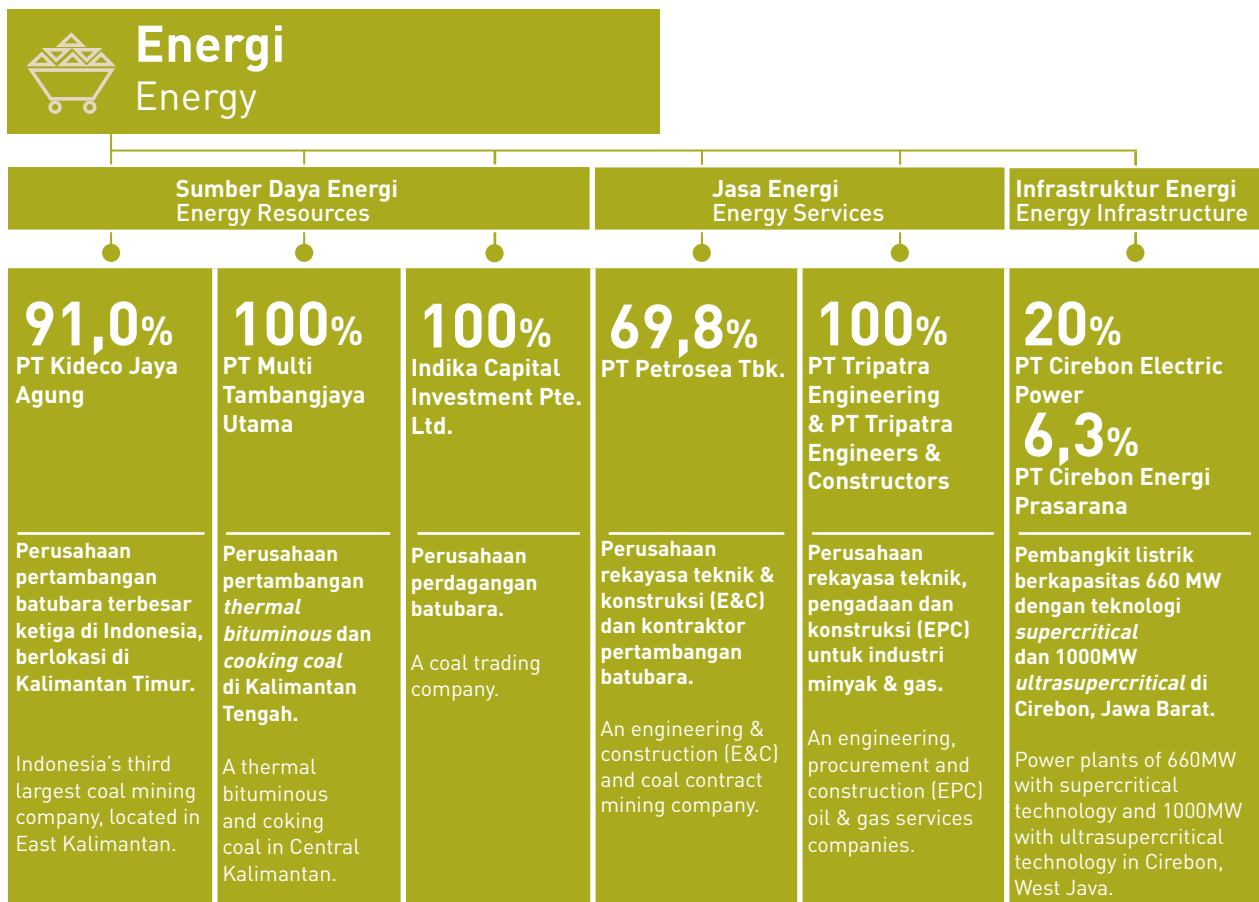 Energi
Energy
Sumber Daya Energi
Energy Resources
Jasa Energi
Energy Services
Infrastruktur Energi
Energy Infrastructure
91,0%
PT Kideco Jaya
Agung
Perusahaan
pertambangan
batubara terbesar
ketiga di Indonesia,
berlokasi di
Kalimantan Timur.
Indonesia's third
largest coal mining
company, located in
East Kalimantan.
100%
PT Multi
Tambangjaya
Utama
Perusahaan
pertambangan
thermal
bituminous dan
cooking coal
di Kalimantan
Tengah.
A thermal
bituminous
and coking
coal in Central
Kalimantan.
100%
Indika Capital
Investment Pte.
Ltd.
Perusahaan
perdagangan
batubara.
A coal trading
company.
69,8%
PT Petrosea Tbk.
Perusahaan
rekayasa teknik &
konstruksi (E&C)
dan kontraktor
pertambangan
batubara.
An engineering &
construction (E&C)
and coal contract
mining company.
100%
PT Tripatra
Engineering
& PT Tripatra
Engineers &
Constructors
Perusahaan
rekayasa teknik,
pengadaan dan
konstruksi (EPC)
untuk industri
minyak & gas.
An engineering,
procurement and
construction (EPC)
oil & gas services
companies.
20%
PT Cirebon Electric
Power
6,3%
PT Cirebon Energi
Prasarana
Pembangkit listrik
berkapasitas 660 MW
dengan teknologi
supercritical
dan 1000MW
ultrasupercritical di
Cirebon, Jawa Barat.
Power plants of 660MW
with supercritical
technology and 1000MW
with ultrasupercritical
technology in Cirebon,
West Java.